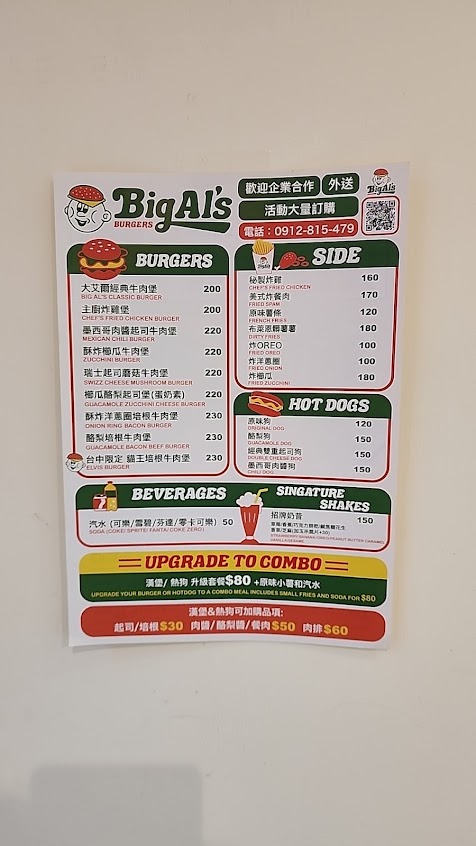 Big Al's
BURGERS
歡迎企業合作 外送
活動大量訂購
電話：0912-815-479
Big Al's
BURGERS
大艾爾經典牛肉堡 200
BIG AL'S CLASSIC BURGER
主廚炸雞堡 200
CHEF'S FRIED CHICKEN BURGER
墨西哥肉醬起司牛肉堡 220
MEXICAN CHILI BURGER
酥炸櫛瓜牛肉堡 220
ZUCCHINI BURGER
瑞士起司蘑菇牛肉堡 220
SWIZZ CHEESE MUSHROOM BURGER
櫛瓜酪梨起司堡(蛋奶素) 220
GUACAMOLE ZUCCHINI CHEESE BURGER
酥炸洋蔥圈培根牛肉堡 230
ONION RING BACON BURGER
酪梨培根牛肉堡 230
GUACAMOLE BACON BEEF BURGER
台中限定 貓王培根牛肉堡 230
ELVIS BURGER
SIDE
秘製炸雞 160
CHEF'S FRIED CHICKEN
美式炸餐肉 170
FRIED SPAM
原味薯條 120
FRENCH FRIES
布萊恩髒薯薯 180
DIRTY FRIES
炸OREO 100
FRIED OREO
炸洋蔥圈 100
FRIED ONION
炸櫛瓜 180
FRIED ZUCCHINI
HOT DOGS
原味狗 120
ORIGINAL DOG
酪梨狗 150
GUACAMOLE DOG
經典雙重起司狗 150
DOUBLE CHEESE DOG
墨西哥肉醬狗 150
CHILI DOG
BEVERAGES
汽水 (可樂/雪碧/芬達/零卡可樂) 50
SODA (COKE/ SPRITE/ FANTA/ COKE ZERO)
SINGATURE
SHAKES
招牌奶昔 150
STRAWBERRY/BANANA/OREO/PEANUT BUTTER CARAMEL
VANILLA/SESAME
UPGRADE TO COMBO
漢堡/ 熱狗 升級套餐$80 +原味小薯和汽水
UPGRADE YOUR BURGER OR HOTDOG TO A COMBO MEAL INCLUDES SMALL FRIES AND SODA FOR $80
漢堡&熱狗可加購品項:
起司/培根$30 肉醬/酪梨醬/餐肉$50 肉排$60